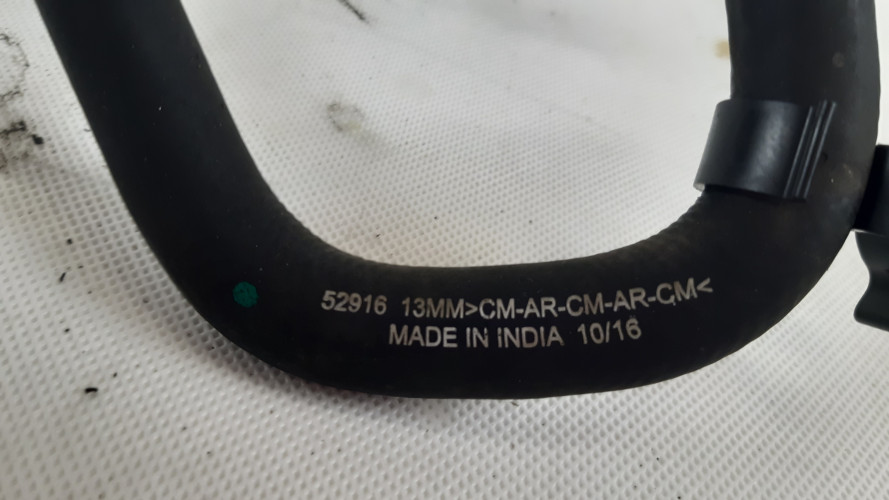 52916 13MM>CM-AR-CM-AR-CM<
MADE IN INDIA 10/16